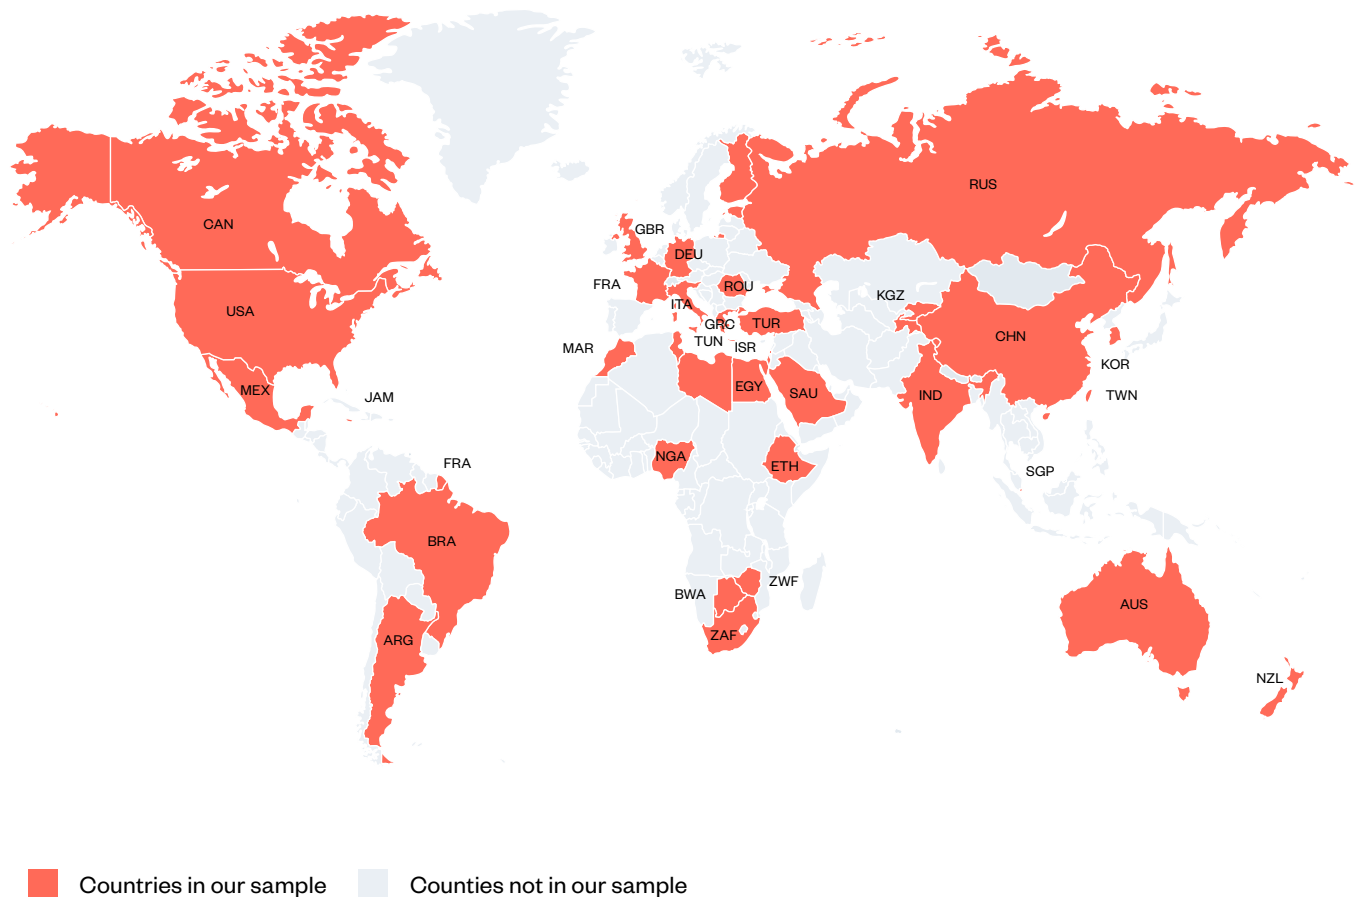 RUS
CAN
GBR
DEU
FRA
ROU
KGZ
ITA
USA
GRC
TUR
CHN
TUN
ISR
MAR
KOR
MEX
EGY
SAU
IND
TWN
JAM
NGA
FRA
ETH
SGP
BRA
ZWF
BWA
AUS
ZAF
ARG
NZL
Countries in our sample
Counties not in our sample